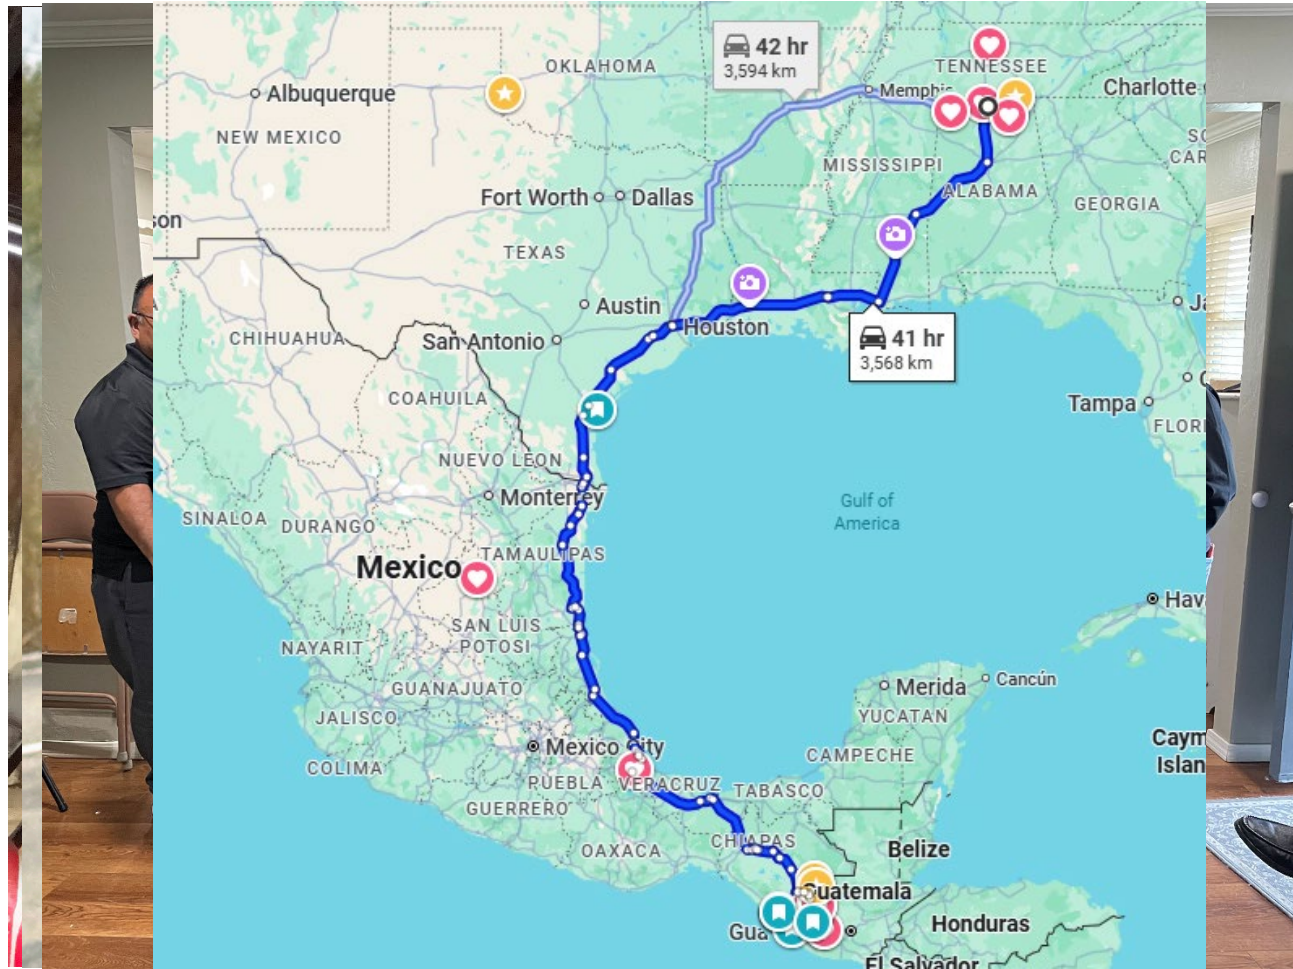 42 hr
3,594 km
OKLAHOMA
TENNESSEE
Albuquerque
Memphis
Charlotte
NEW MEXICO
MISSISSIPPI
Fort Worth
Dallas
ALABAMA
GEORGIA
TEXAS
Austin
Houston
CHIHUAHUA
San Antonio
41 hr
3,568 km
COAHUILA
Tampa
NUEVO LEON
Monterrey
Gulf of
America
SINALOA
DURANGO
TAMAULIPAS
Mexico
SAN LUIS
POTOSI
NAYARIT
GUANAJUATO
Merida
Cancún
JALISCO
YUCATAN
Mexico City
CAMPECHE
COLIMA
PUEBLA
VERACRUZ
TABASCO
GUERRERO
CHIAPAS
OAXACA
Belize
Guatemala
Honduras
El Salvador